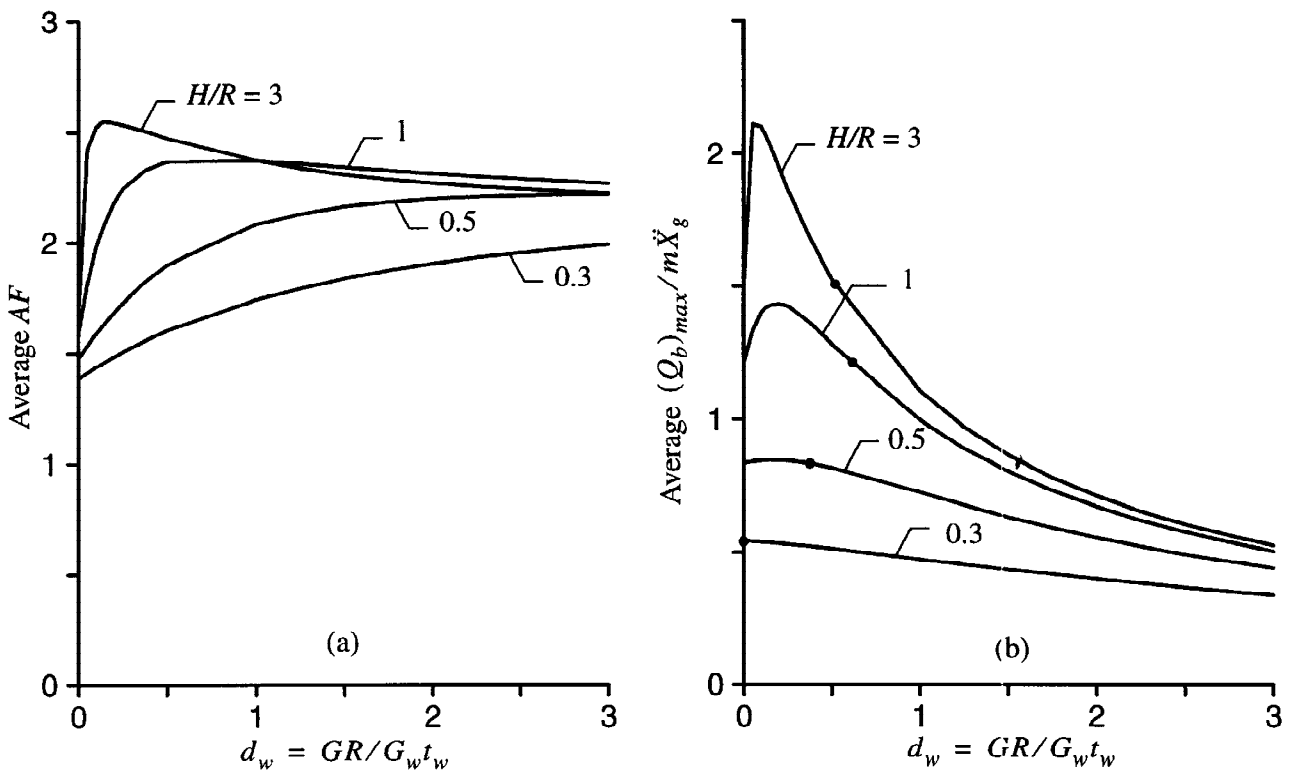 3
2
1
0
Average AF
H/R = 3
1
0.5
0.3
(a)
0 1 2 3
d_w = GR/G_w t_w
2
1
0
Average (Q_b)_max/mẌ_g
H/R = 3
1
0.5
0.3
(b)
0 1 2 3
d_w = GR/G_w t_w